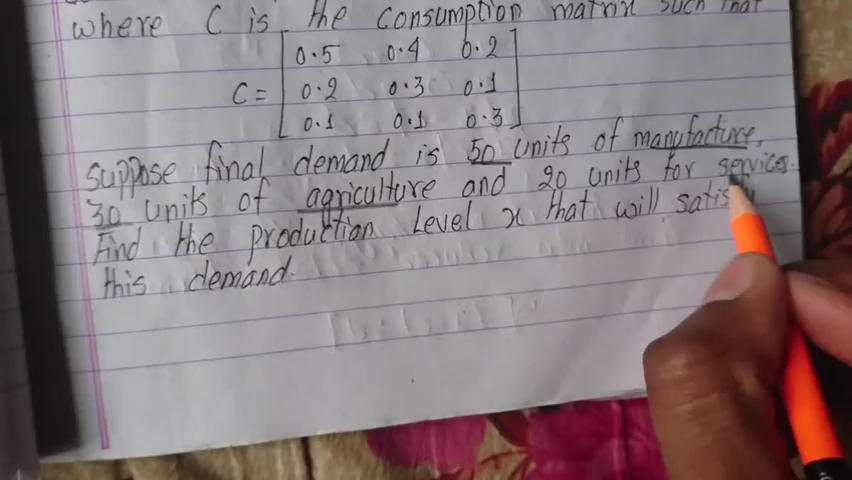 where C is the consumption matrix such that
0.5 0.4 0.2
C= 0.2 0.3 0.1
0.1 0.1 0.3
Suppose final demand is 50 units of manufacture,
30 units of agriculture and 20 units for services.
Find the production level x that will
this demand.